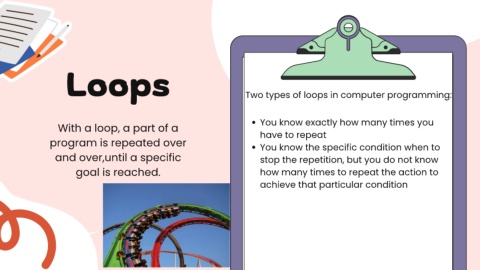 Loops
With a loop, a part of a
program is repeated over
and over,until a specific
goal is reached.
Two types of loops in computer programming:
You know exactly how many times you
have to repeat
You know the specific condition when to
stop the repetition, but you do not know
how many times to repeat the action to
achieve that particular condition